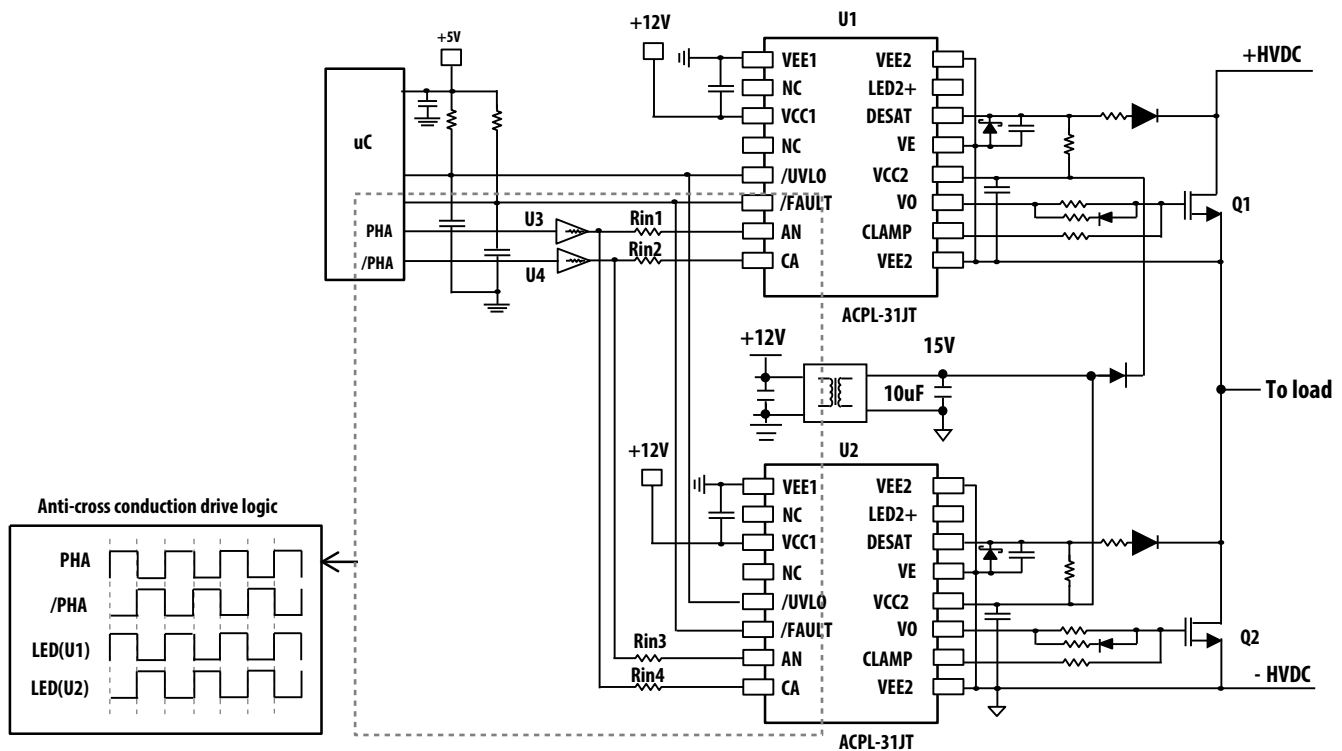 +5V
uC
PHA
/PHA
U3
U4
Rin1
Rin2
+12V
U1
VEE1
NC
VCC1
NC
/UVLO
/FAULT
AN
CA
VEE2
LED2+
DESAT
VE
VCC2
VO
CLAMP
VEE2
ACPL-31JT
+HVDC
Q1
+12V
15V
10uF
To load
+12V
U2
VEE1
NC
VCC1
NC
/UVLO
/FAULT
AN
CA
VEE2
LED2+
DESAT
VE
VCC2
VO
CLAMP
VEE2
ACPL-31JT
Rin3
Rin4
Q2
- HVDC
Anti-cross conduction drive logic
PHA
/PHA
LED(U1)
LED(U2)